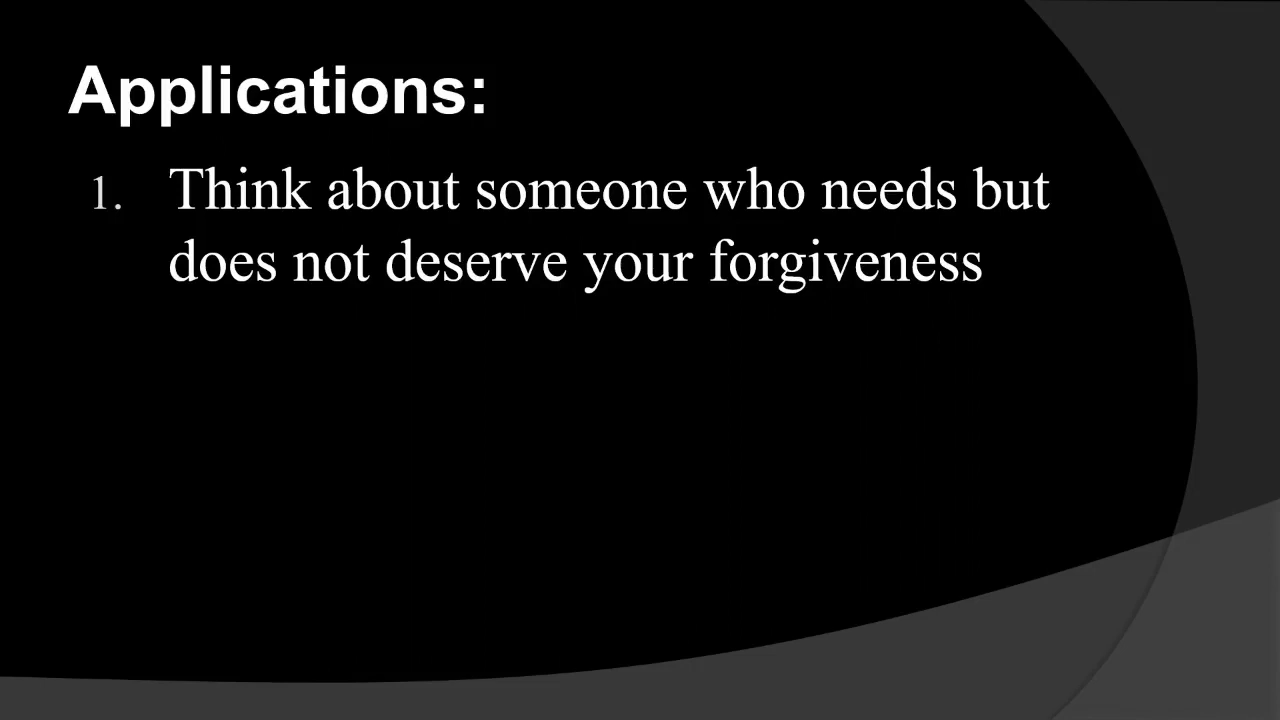 Applications:
1. Think about someone who needs but
does not deserve your forgiveness